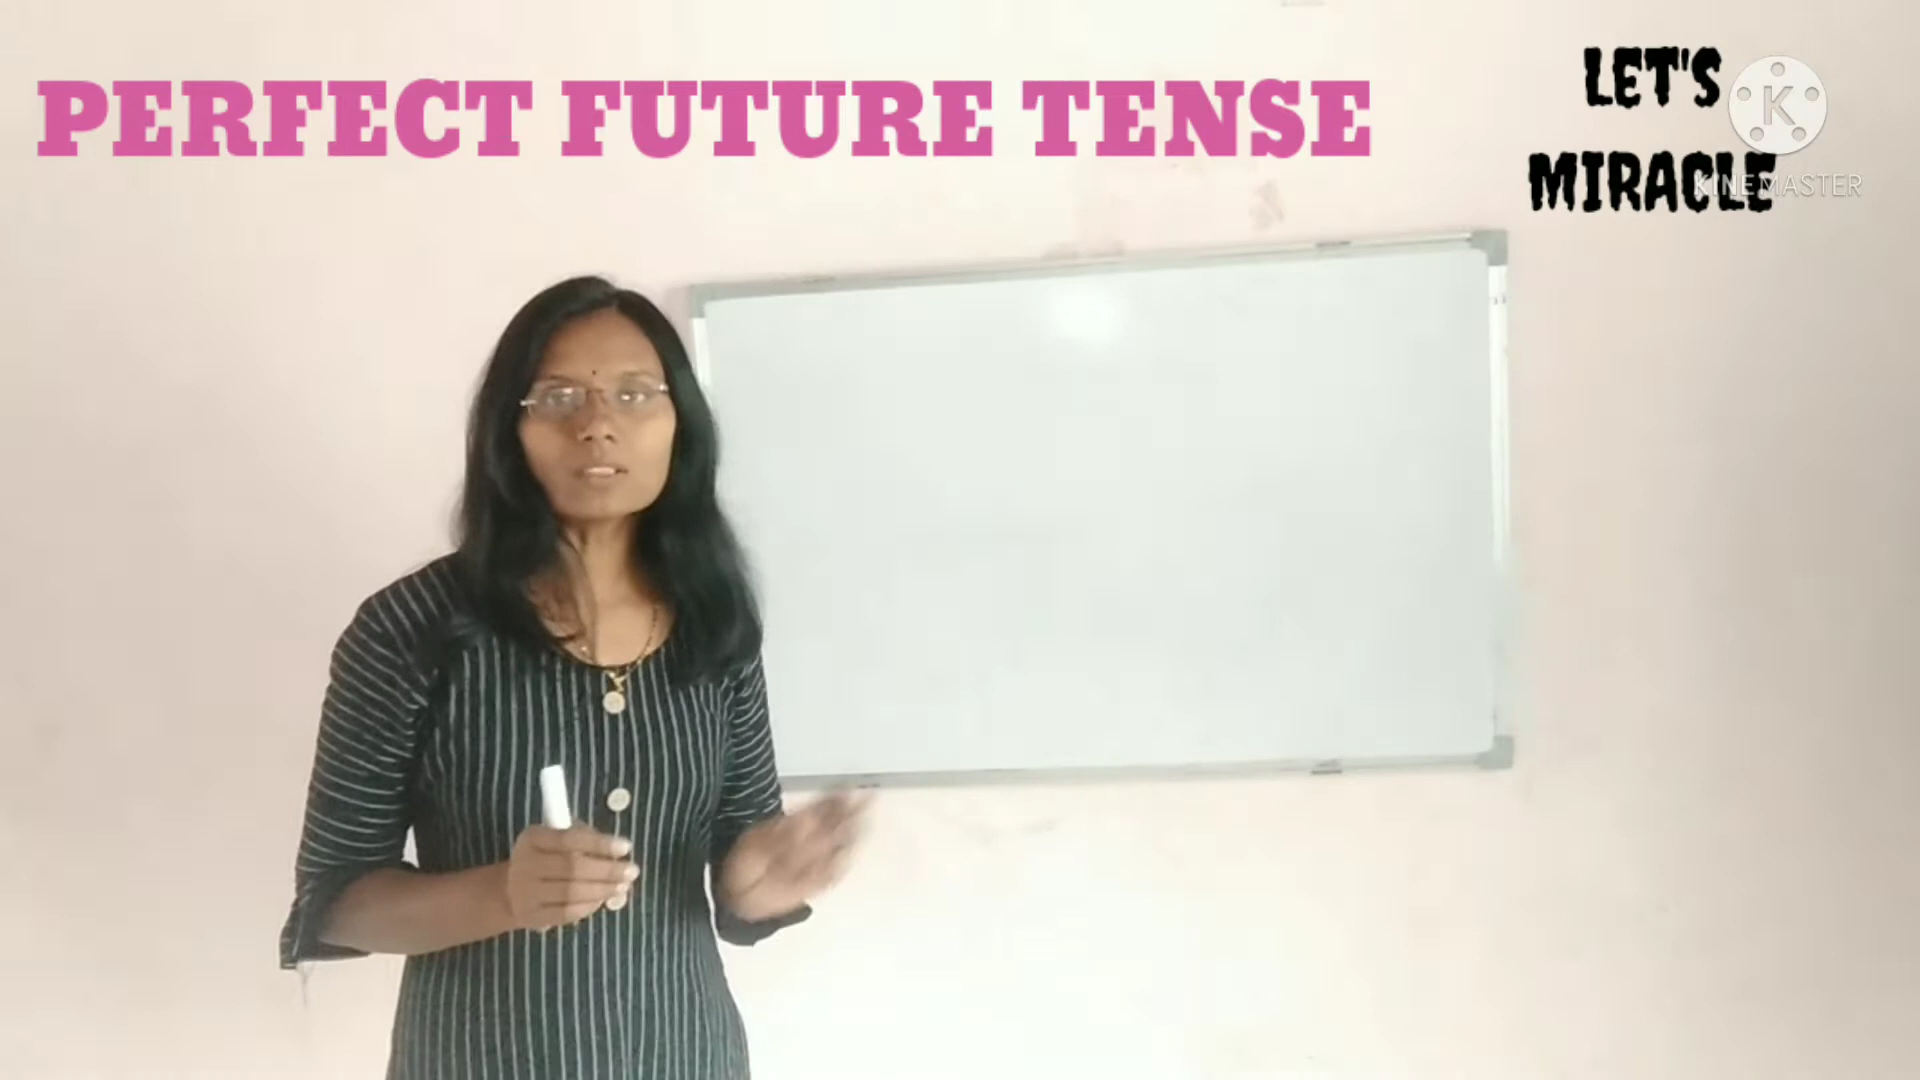 PERFECT FUTURE TENSE
LET'S
MIRACLE
K
KINEMASTER